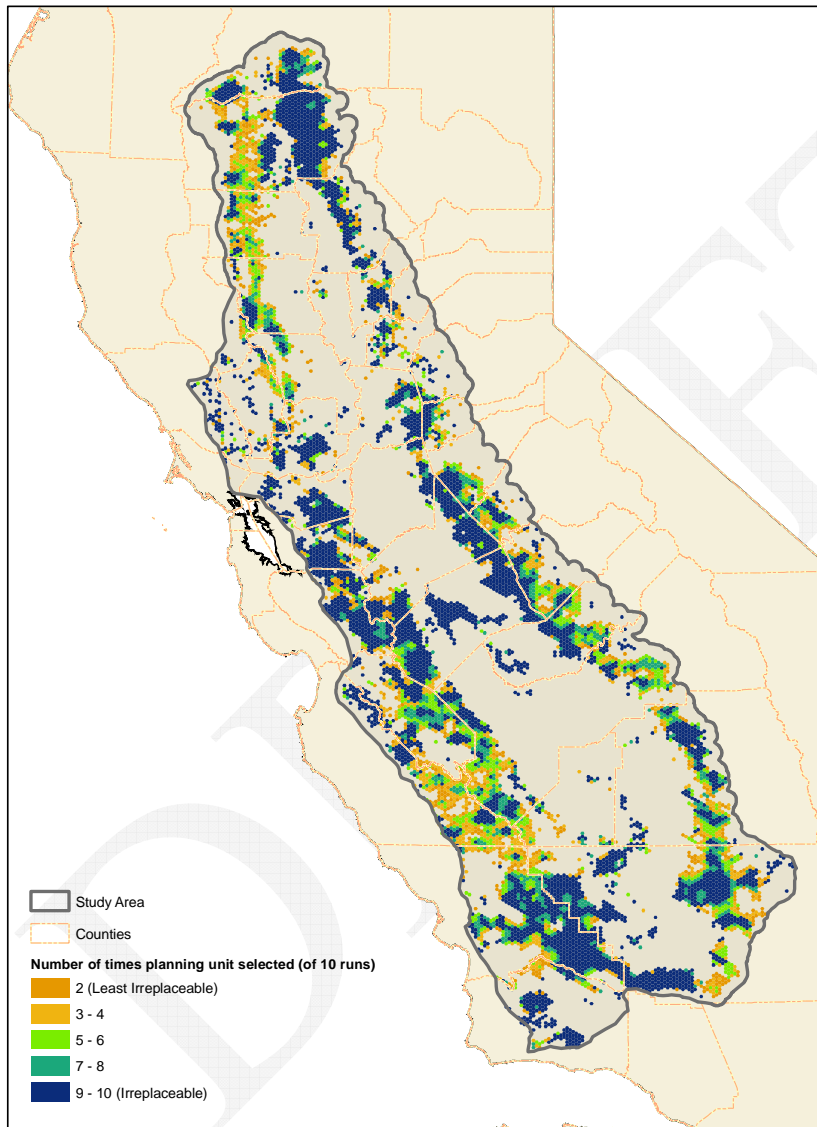 DRAFT
Study Area
Counties
Number of times planning unit selected (of 10 runs)
2 (Least Irreplaceable)
3 - 4
5 - 6
7 - 8
9 - 10 (Irreplaceable)